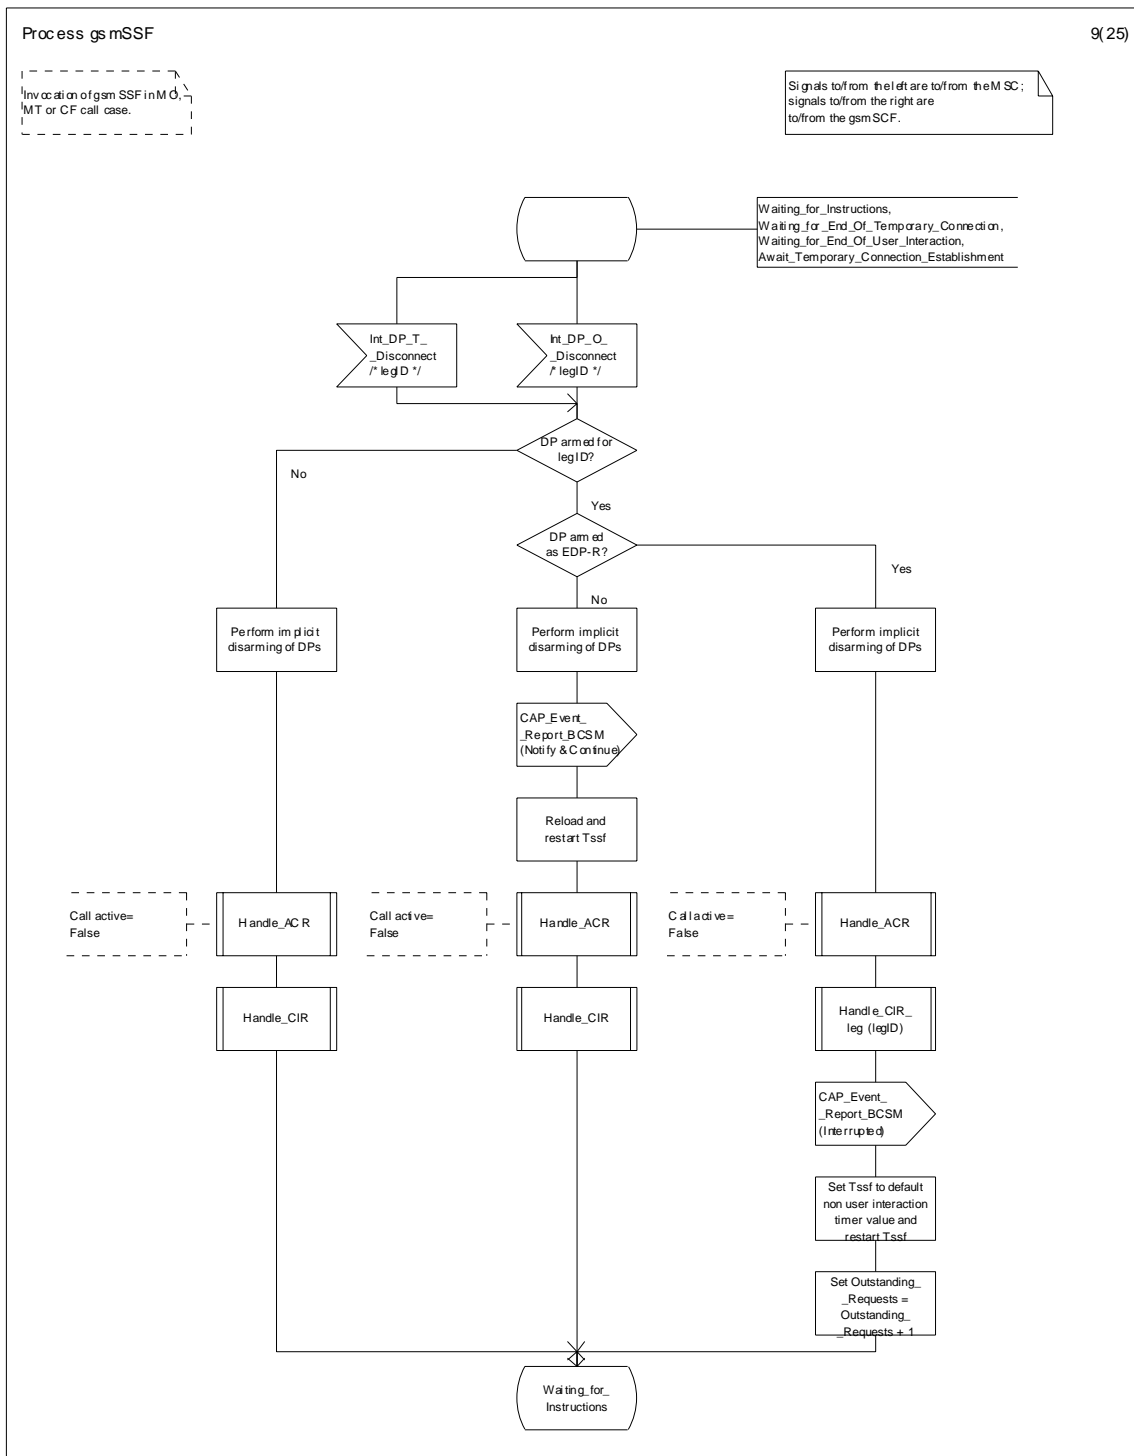 Process gsmSSF
9(25)
Invocation of gsmSSF in MO,
MT or CF call case.
Signals to/from the left are to/from the MSC;
signals to/from the right are
to/from the gsmSCF.
Waiting_for_Instructions,
Waiting_for_End_Of_Temporary_Connection,
Waiting_for_End_Of_User_Interaction,
Await_Temporary_Connection_Establishment
Int_DP_T_
_Disconnect
/* legID */
Int_DP_O_
_Disconnect
/* legID */
DP armed for
legID?
No
Yes
DP armed
as EDP-R?
Yes
No
Perform implicit
disarming of DPs
Perform implicit
disarming of DPs
Perform implicit
disarming of DPs
CAP_Event_
_Report_BCSM
(Notify & Continue)
Reload and
restart Tssf
Call active=
False
Handle_ACR
Call active=
False
Handle_ACR
Call active=
False
Handle_ACR
Handle_CIR
Handle_CIR
Handle_CIR_
leg (legID)
CAP_Event_
_Report_BCSM
(Interrupted)
Set Tssf to default
non user interaction
timer value and
restart Tssf
Set Outstanding_
_Requests =
Outstanding_
_Requests + 1
Waiting_for_
Instructions